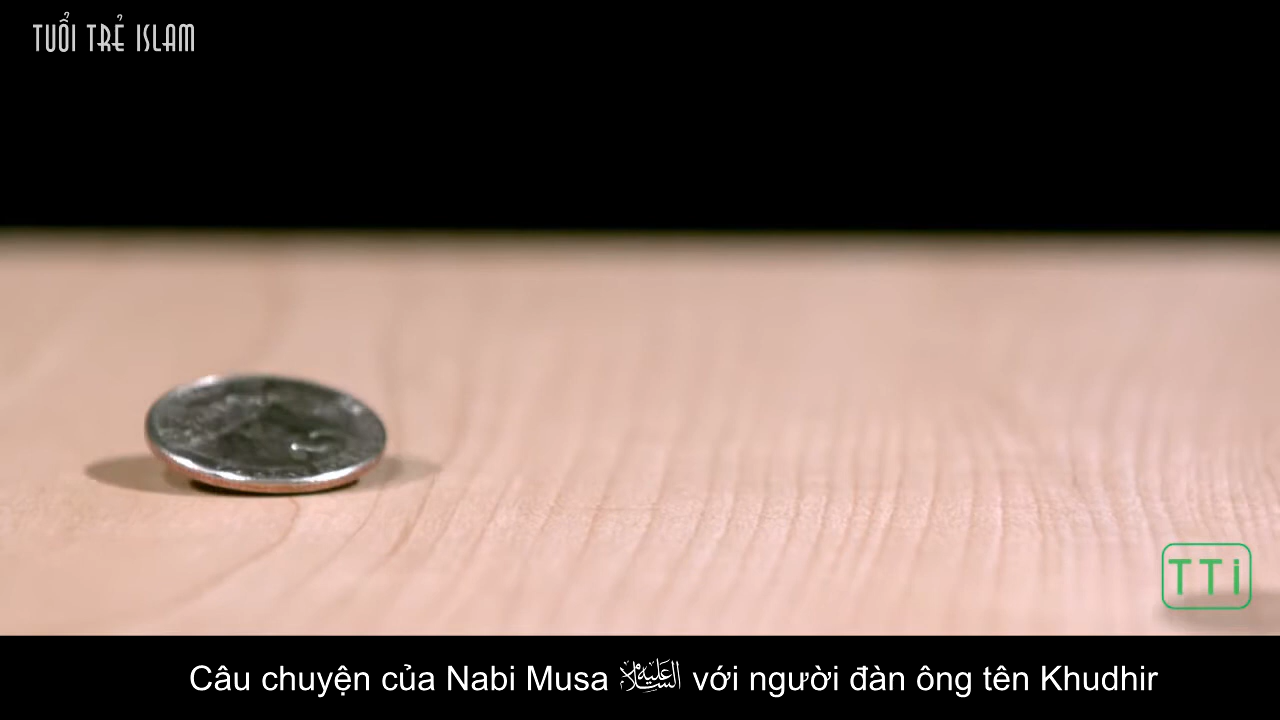 TUỔI TRẺ ISLAM
TTi
Câu chuyện của Nabi Musa عليه السلام với người đàn ông tên Khudhir